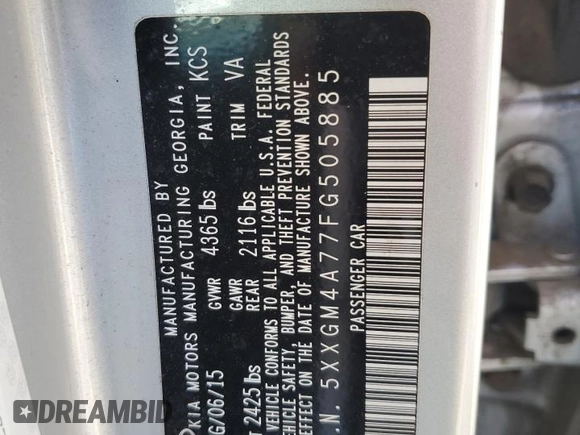 MANUFACTURED BY
KIA MOTORS MANUFACTURING GEORGIA, INC.
G/06/15 GVWR 4365 lbs PAINT KCS
GAWR
2425 lbs REAR 2116 lbs TRIM VA
VEHICLE CONFORMS TO ALL APPLICABLE U.S.A. FEDERAL
VEHICLE SAFETY, BUMPER, AND THEFT PREVENTION STANDARDS
EFFECT ON THE DATE OF MANUFACTURE SHOWN ABOVE.
.N. 5XXGM4A77FG505885
PASSENGER CAR
DREAMBID